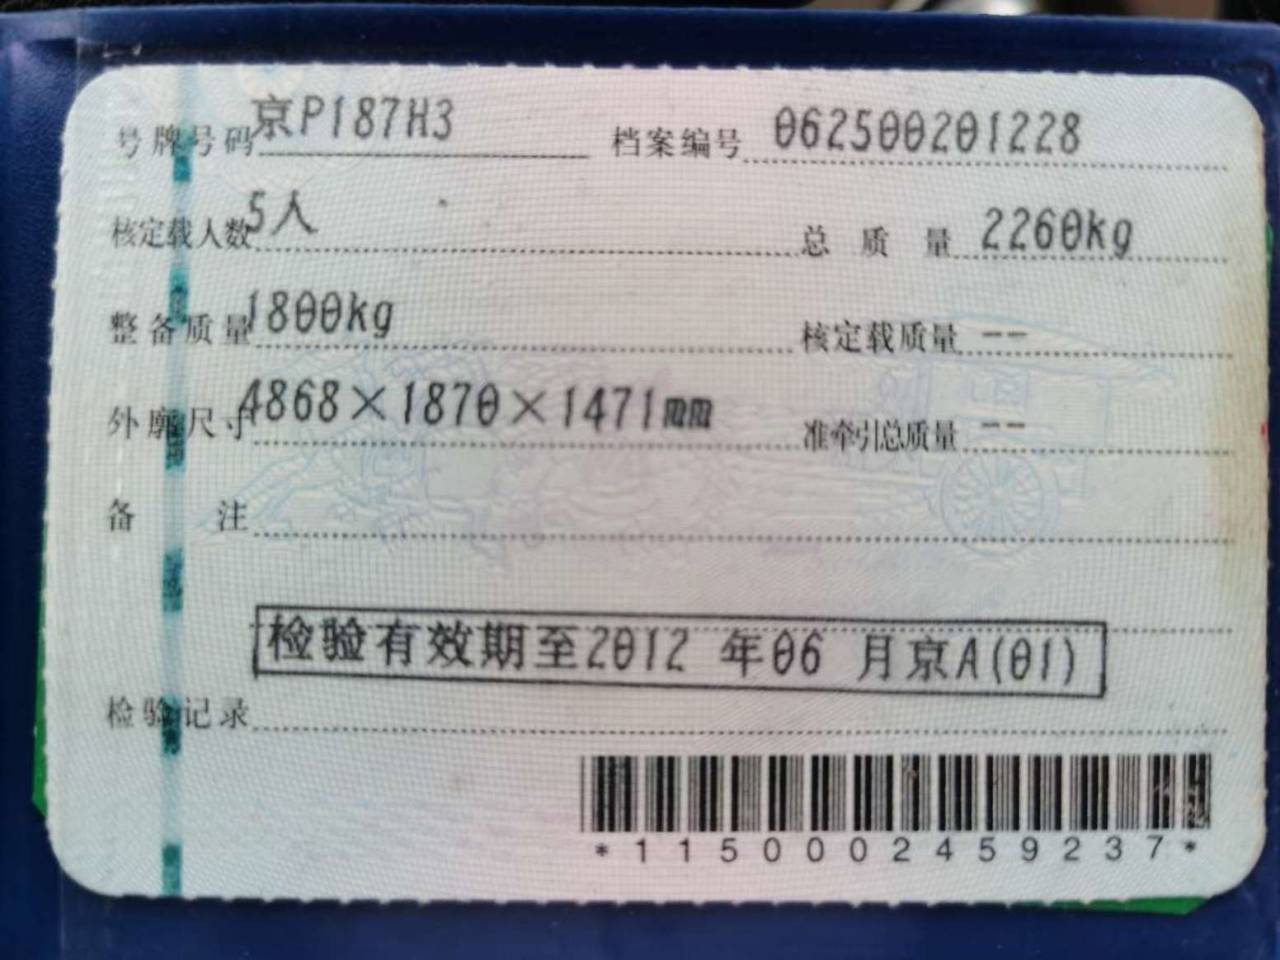 号牌号码 京P187H3 档案编号 062500201228
核定载人数 5人 总质量 2260kg
整备质量 1800kg 核定载质量 --
外廓尺寸 4868×1870×1471mm 准牵引总质量 --
备注
检验有效期至2012 年06 月京A(01)
检验记录
*1150002459237*